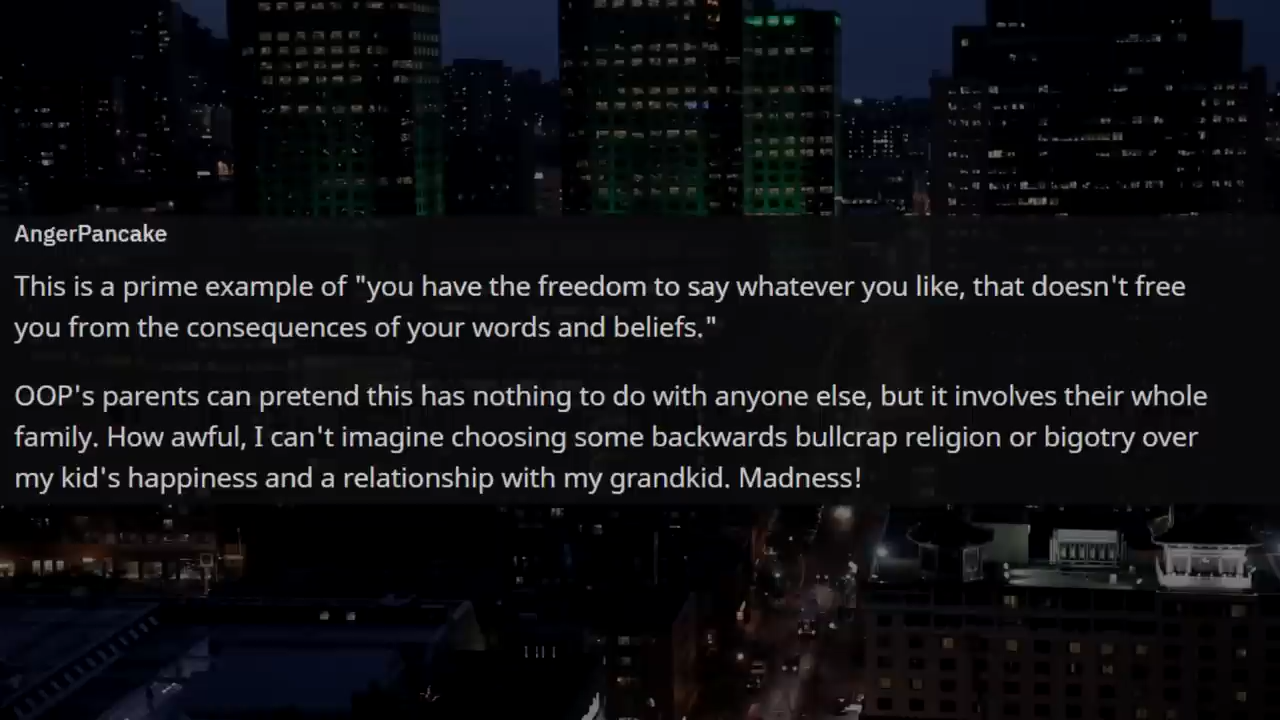 AngerPancake
This is a prime example of "you have the freedom to say whatever you like, that doesn't free
you from the consequences of your words and beliefs."
OOP's parents can pretend this has nothing to do with anyone else, but it involves their whole
family. How awful, I can't imagine choosing some backwards bullcrap religion or bigotry over
my kid's happiness and a relationship with my grandkid. Madness!